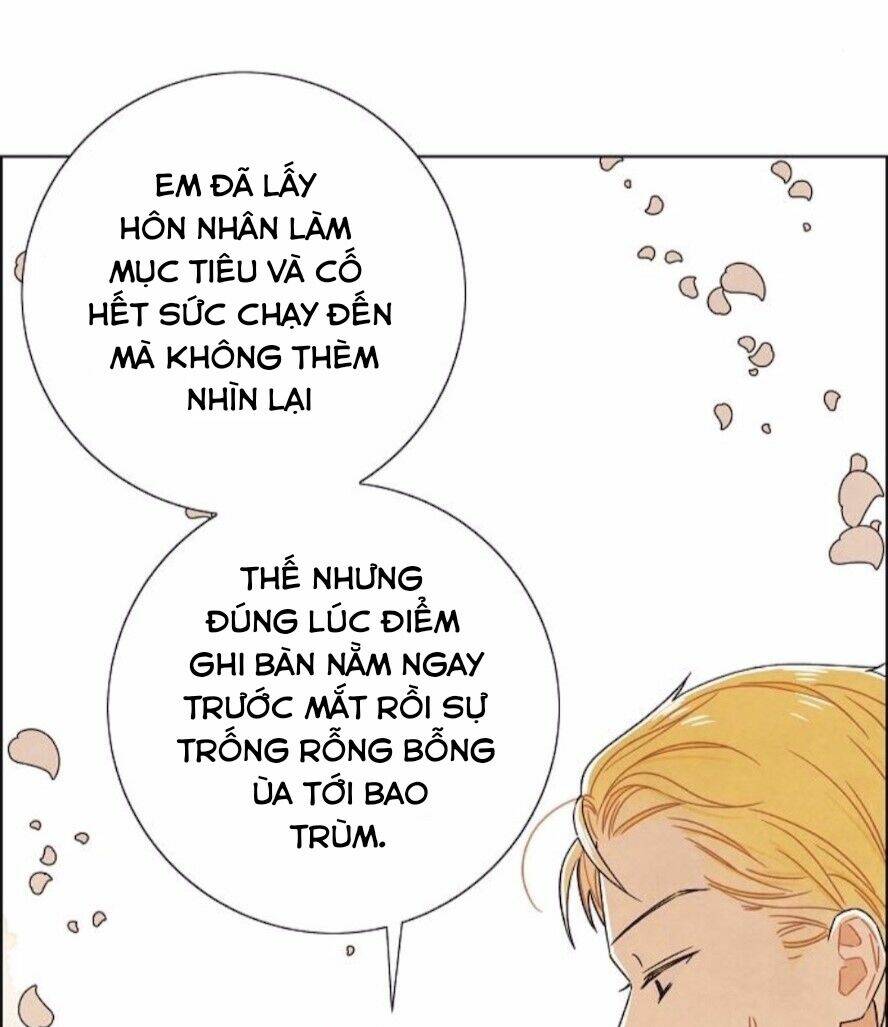 EM ĐÃ LẤY
HÔN NHÂN LÀM
MỤC TIÊU VÀ CỐ
HẾT SỨC CHẠY ĐẾN
MÀ KHÔNG THÈM
NHÌN LẠI
THẾ NHƯNG
ĐÚNG LÚC ĐIỂM
GHI BÀN NẰM NGAY
TRƯỚC MẮT RỒI SỰ
TRỐNG RỖNG BỖNG
ÙA TỚI BAO
TRÙM.